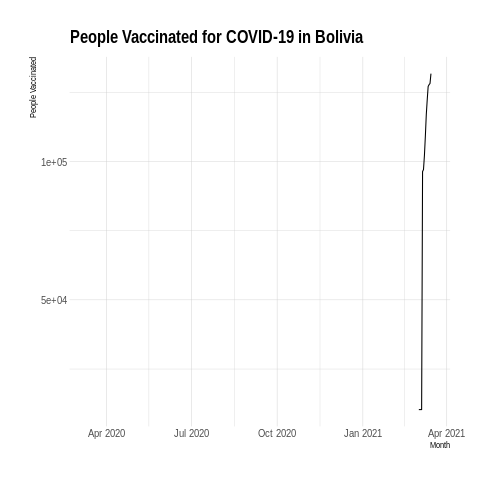 People Vaccinated for COVID-19 in Bolivia
People Vaccinated
1e+05
5e+04
Apr 2020 Jul 2020 Oct 2020 Jan 2021 Apr 2021
Month